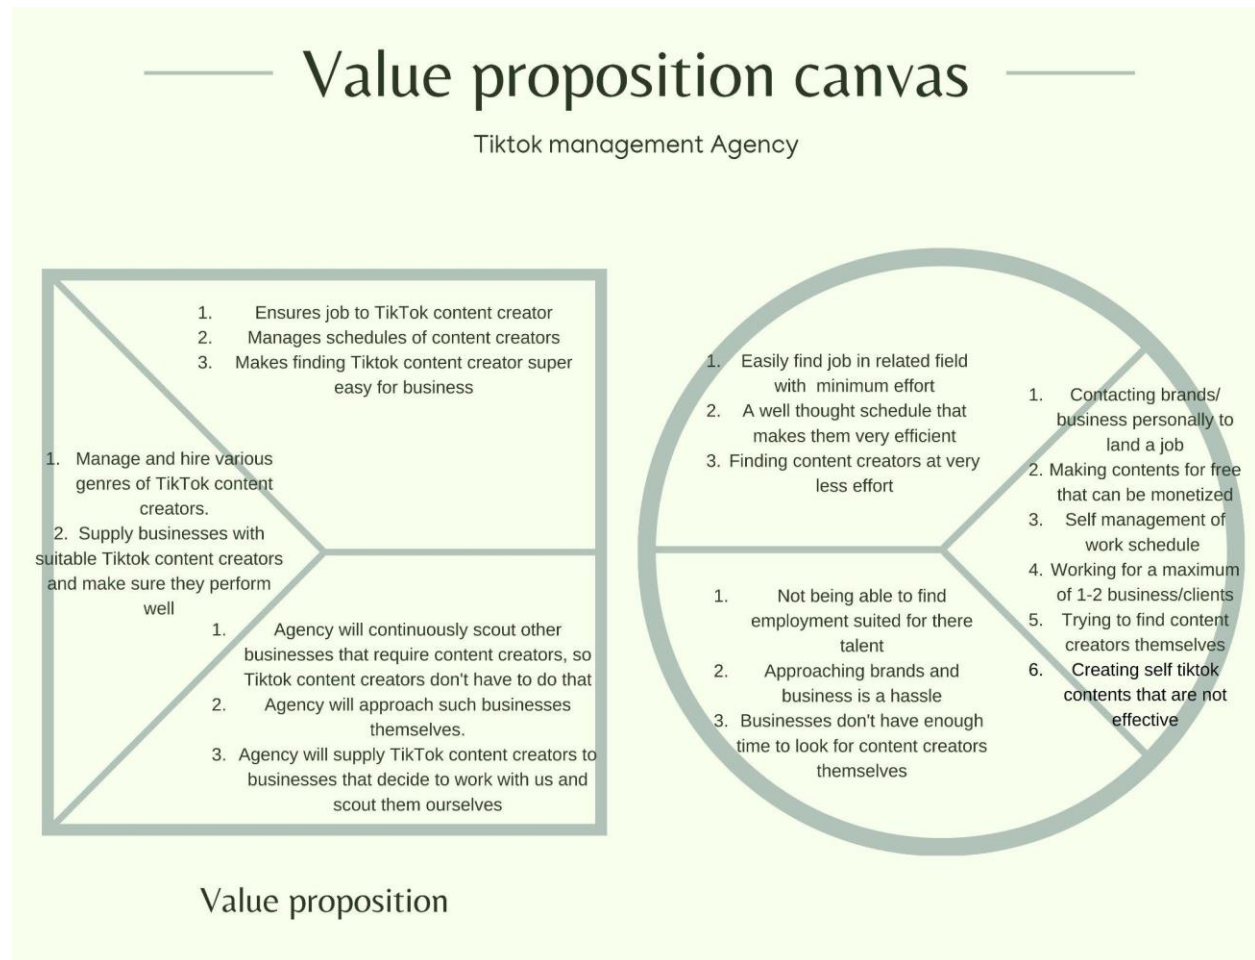 Value proposition canvas
Tiktok management Agency
1. Ensures job to TikTok content creator
2. Manages schedules of content creators
3. Makes finding Tiktok content creator super
easy for business
1. Manage and hire various
genres of TikTok content
creators.
2. Supply businesses with
suitable Tiktok content creators
and make sure they perform
well
1. Agency will continuously scout other
businesses that require content creators, so
Tiktok content creators don't have to do that
2. Agency will approach such businesses
themselves.
3. Agency will supply TikTok content creators to
businesses that decide to work with us and
scout them ourselves
1. Easily find job in related field
with minimum effort
2. A well thought schedule that
makes them very efficient
3. Finding content creators at very
less effort
1. Contacting brands/
business personally to
land a job
2. Making contents for free
that can be monetized
3. Self management of
work schedule
4. Working for a maximum
of 1-2 business/clients
5. Trying to find content
creators themselves
6. Creating self tiktok
contents that are not
effective
1. Not being able to find
employment suited for there
talent
2. Approaching brands and
business is a hassle
3. Businesses don't have enough
time to look for content creators
themselves
Value proposition